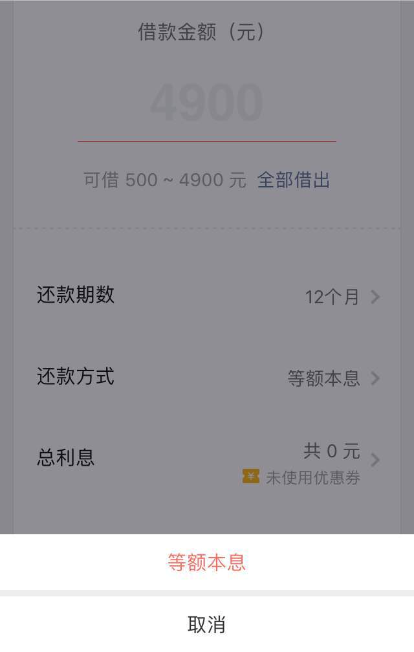 借款金额（元）
4900
可借 500 ~ 4900 元 全部借出
还款期数 12个月
还款方式 等额本息
总利息 共 0 元
未使用优惠券
等额本息
取消